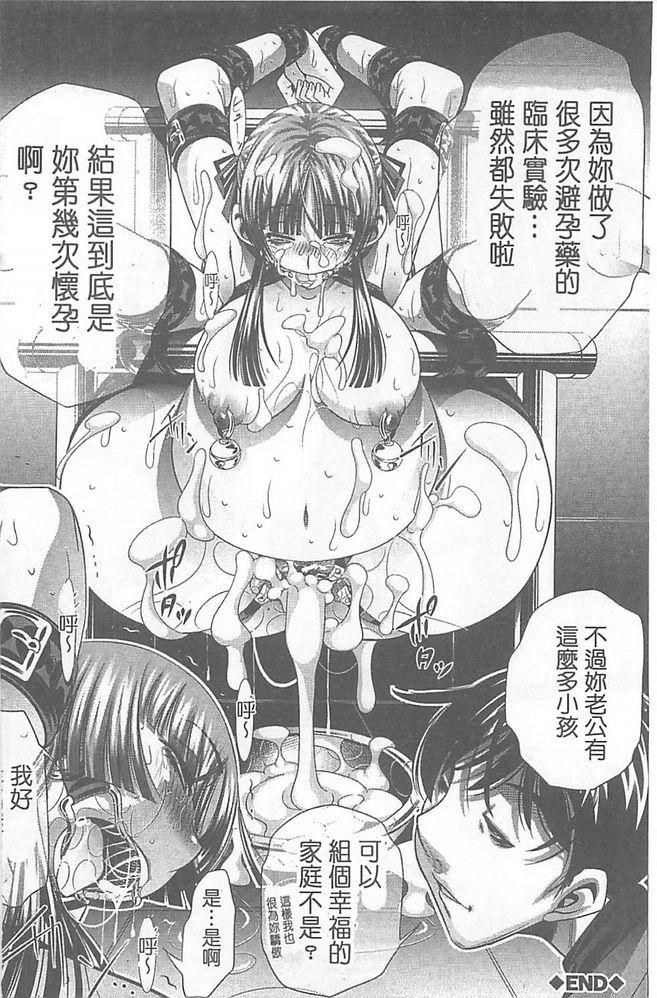 因為妳做了
很多次避孕藥的
臨床實驗…
雖然都失敗啦
結果這到底是
妳第幾次懷孕
啊？
呼～
呼～
不過妳老公有
這麼多小孩
呼～
呼～
我好
可以
組個幸福的
家庭不是？
這樣我也
很為妳驕傲
是…是啊
呼～
◆END◆